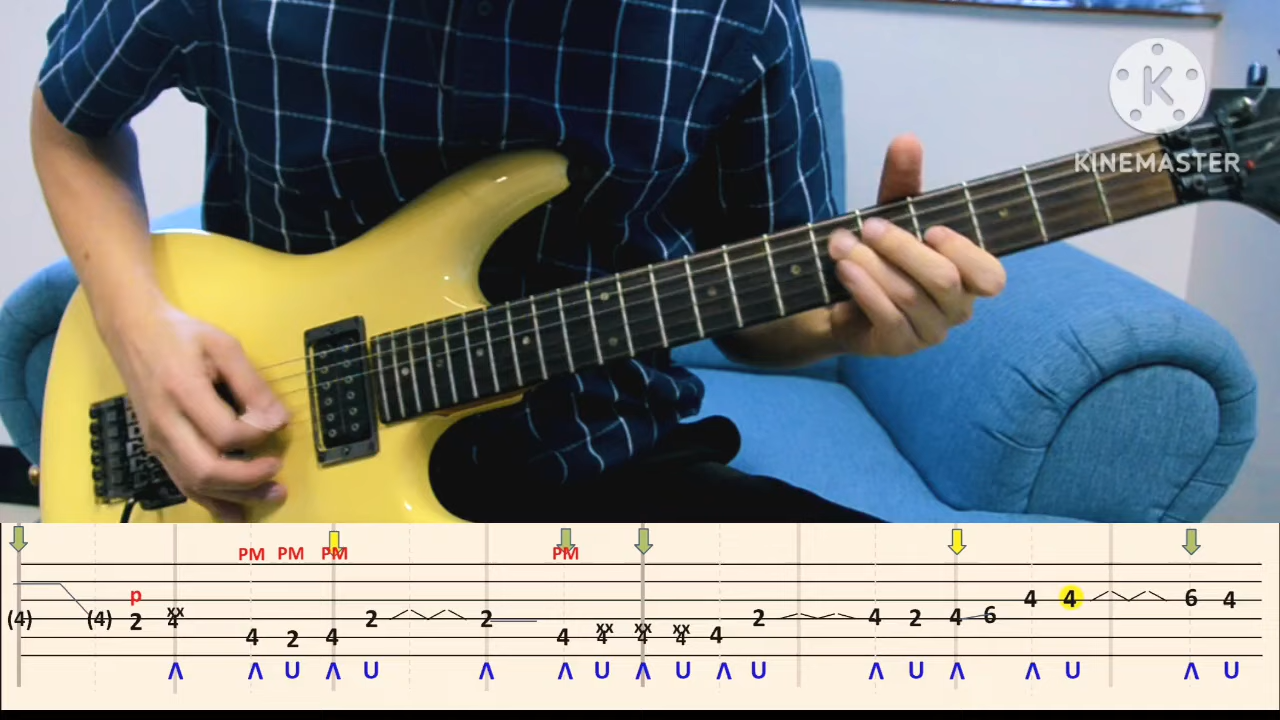 K
KINEMASTER
PM PM PM PM
p
4 4 6 4
xx
(4) (4) 2 4 2 2 2 4 2 4 6
xx xx xx
4 2 4 4 4 4 4 4
Λ Λ U Λ U Λ Λ U Λ U Λ U Λ U Λ Λ U Λ U